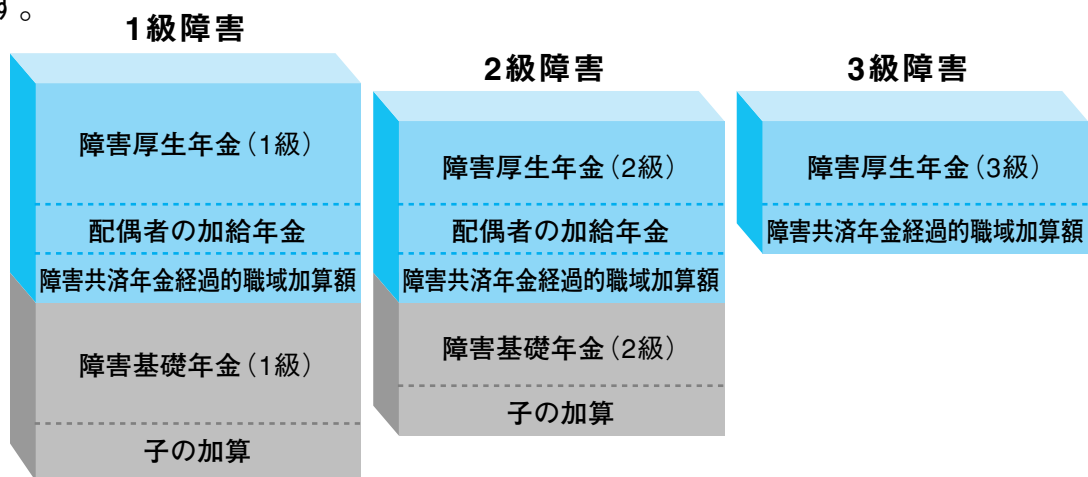 す。
1級障害
障害厚生年金(1級)
配偶者の加給年金
障害共済年金経過的職域加算額
障害基礎年金(1級)
子の加算
2級障害
障害厚生年金(2級)
配偶者の加給年金
障害共済年金経過的職域加算額
障害基礎年金(2級)
子の加算
3級障害
障害厚生年金(3級)
障害共済年金経過的職域加算額